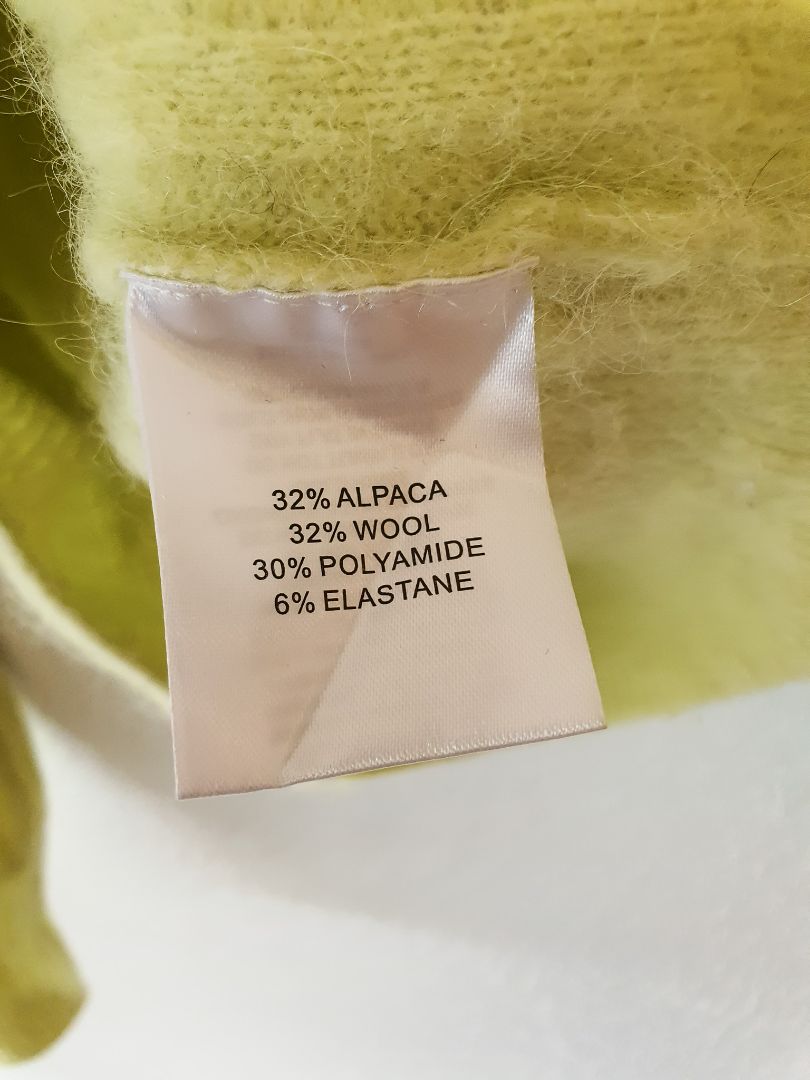 32% ALPACA
32% WOOL
30% POLYAMIDE
6% ELASTANE